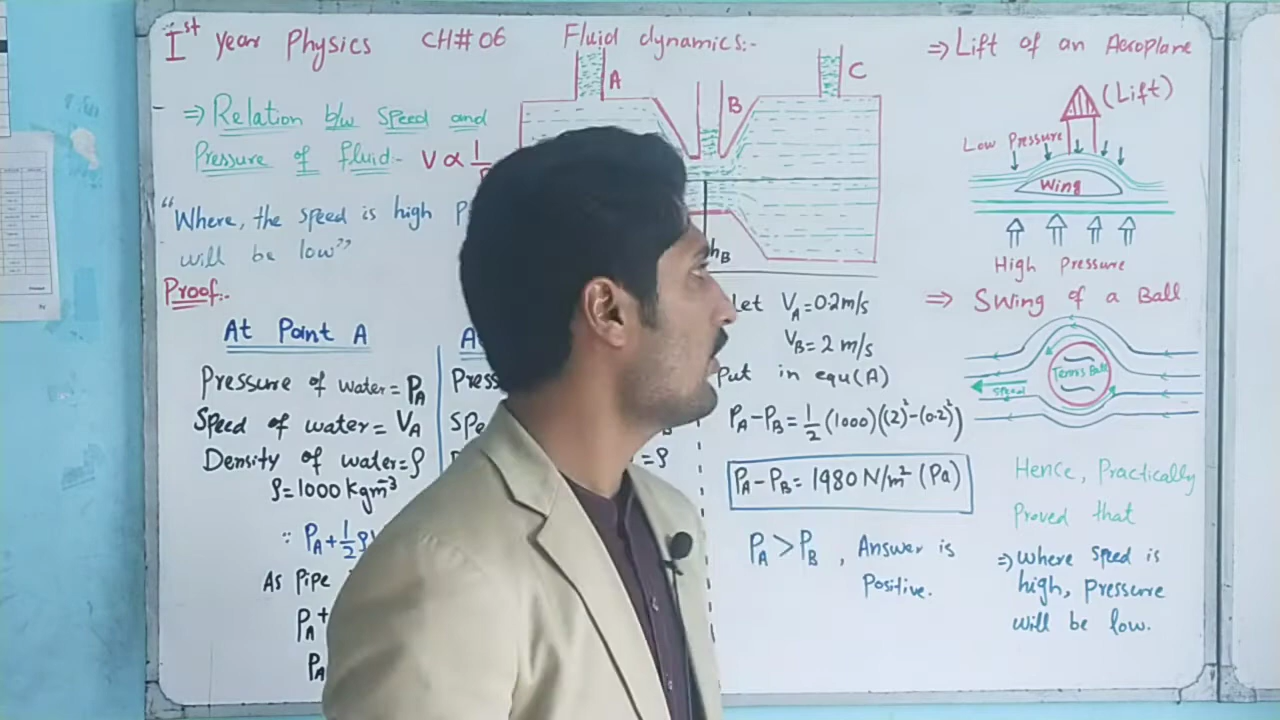 1st year Physics CH# 06 Fluid dynamics:-
A
B
C
⇒ Relation b/w speed and
Pressure of fluid:- V ∝ 1
"Where, the speed is high P
will be low"
Proof:-
At Point A
Pressure of water = PA
Speed of water = VA
Density of water = ρ
ρ = 1000 Kgm⁻³
∵ PA + 1/2 ρV
As Pipe
PA +
PA
Press
Spe
= ρ
hB
let VA = 0.2 m/s
VB = 2 m/s
Put in equ(A)
PA - PB = 1/2 (1000) ((2)² - (0.2)²)
PA - PB = 1980 N/m² (Pa)
PA > PB, Answer is
Positive.
⇒ Lift of an Aeroplane
(Lift)
Low Pressure
Wing
High Pressure
⇒ Swing of a Ball
Tennis Ball
Speed
Hence, Practically
Proved that
⇒ where speed is
high, pressure
will be low.